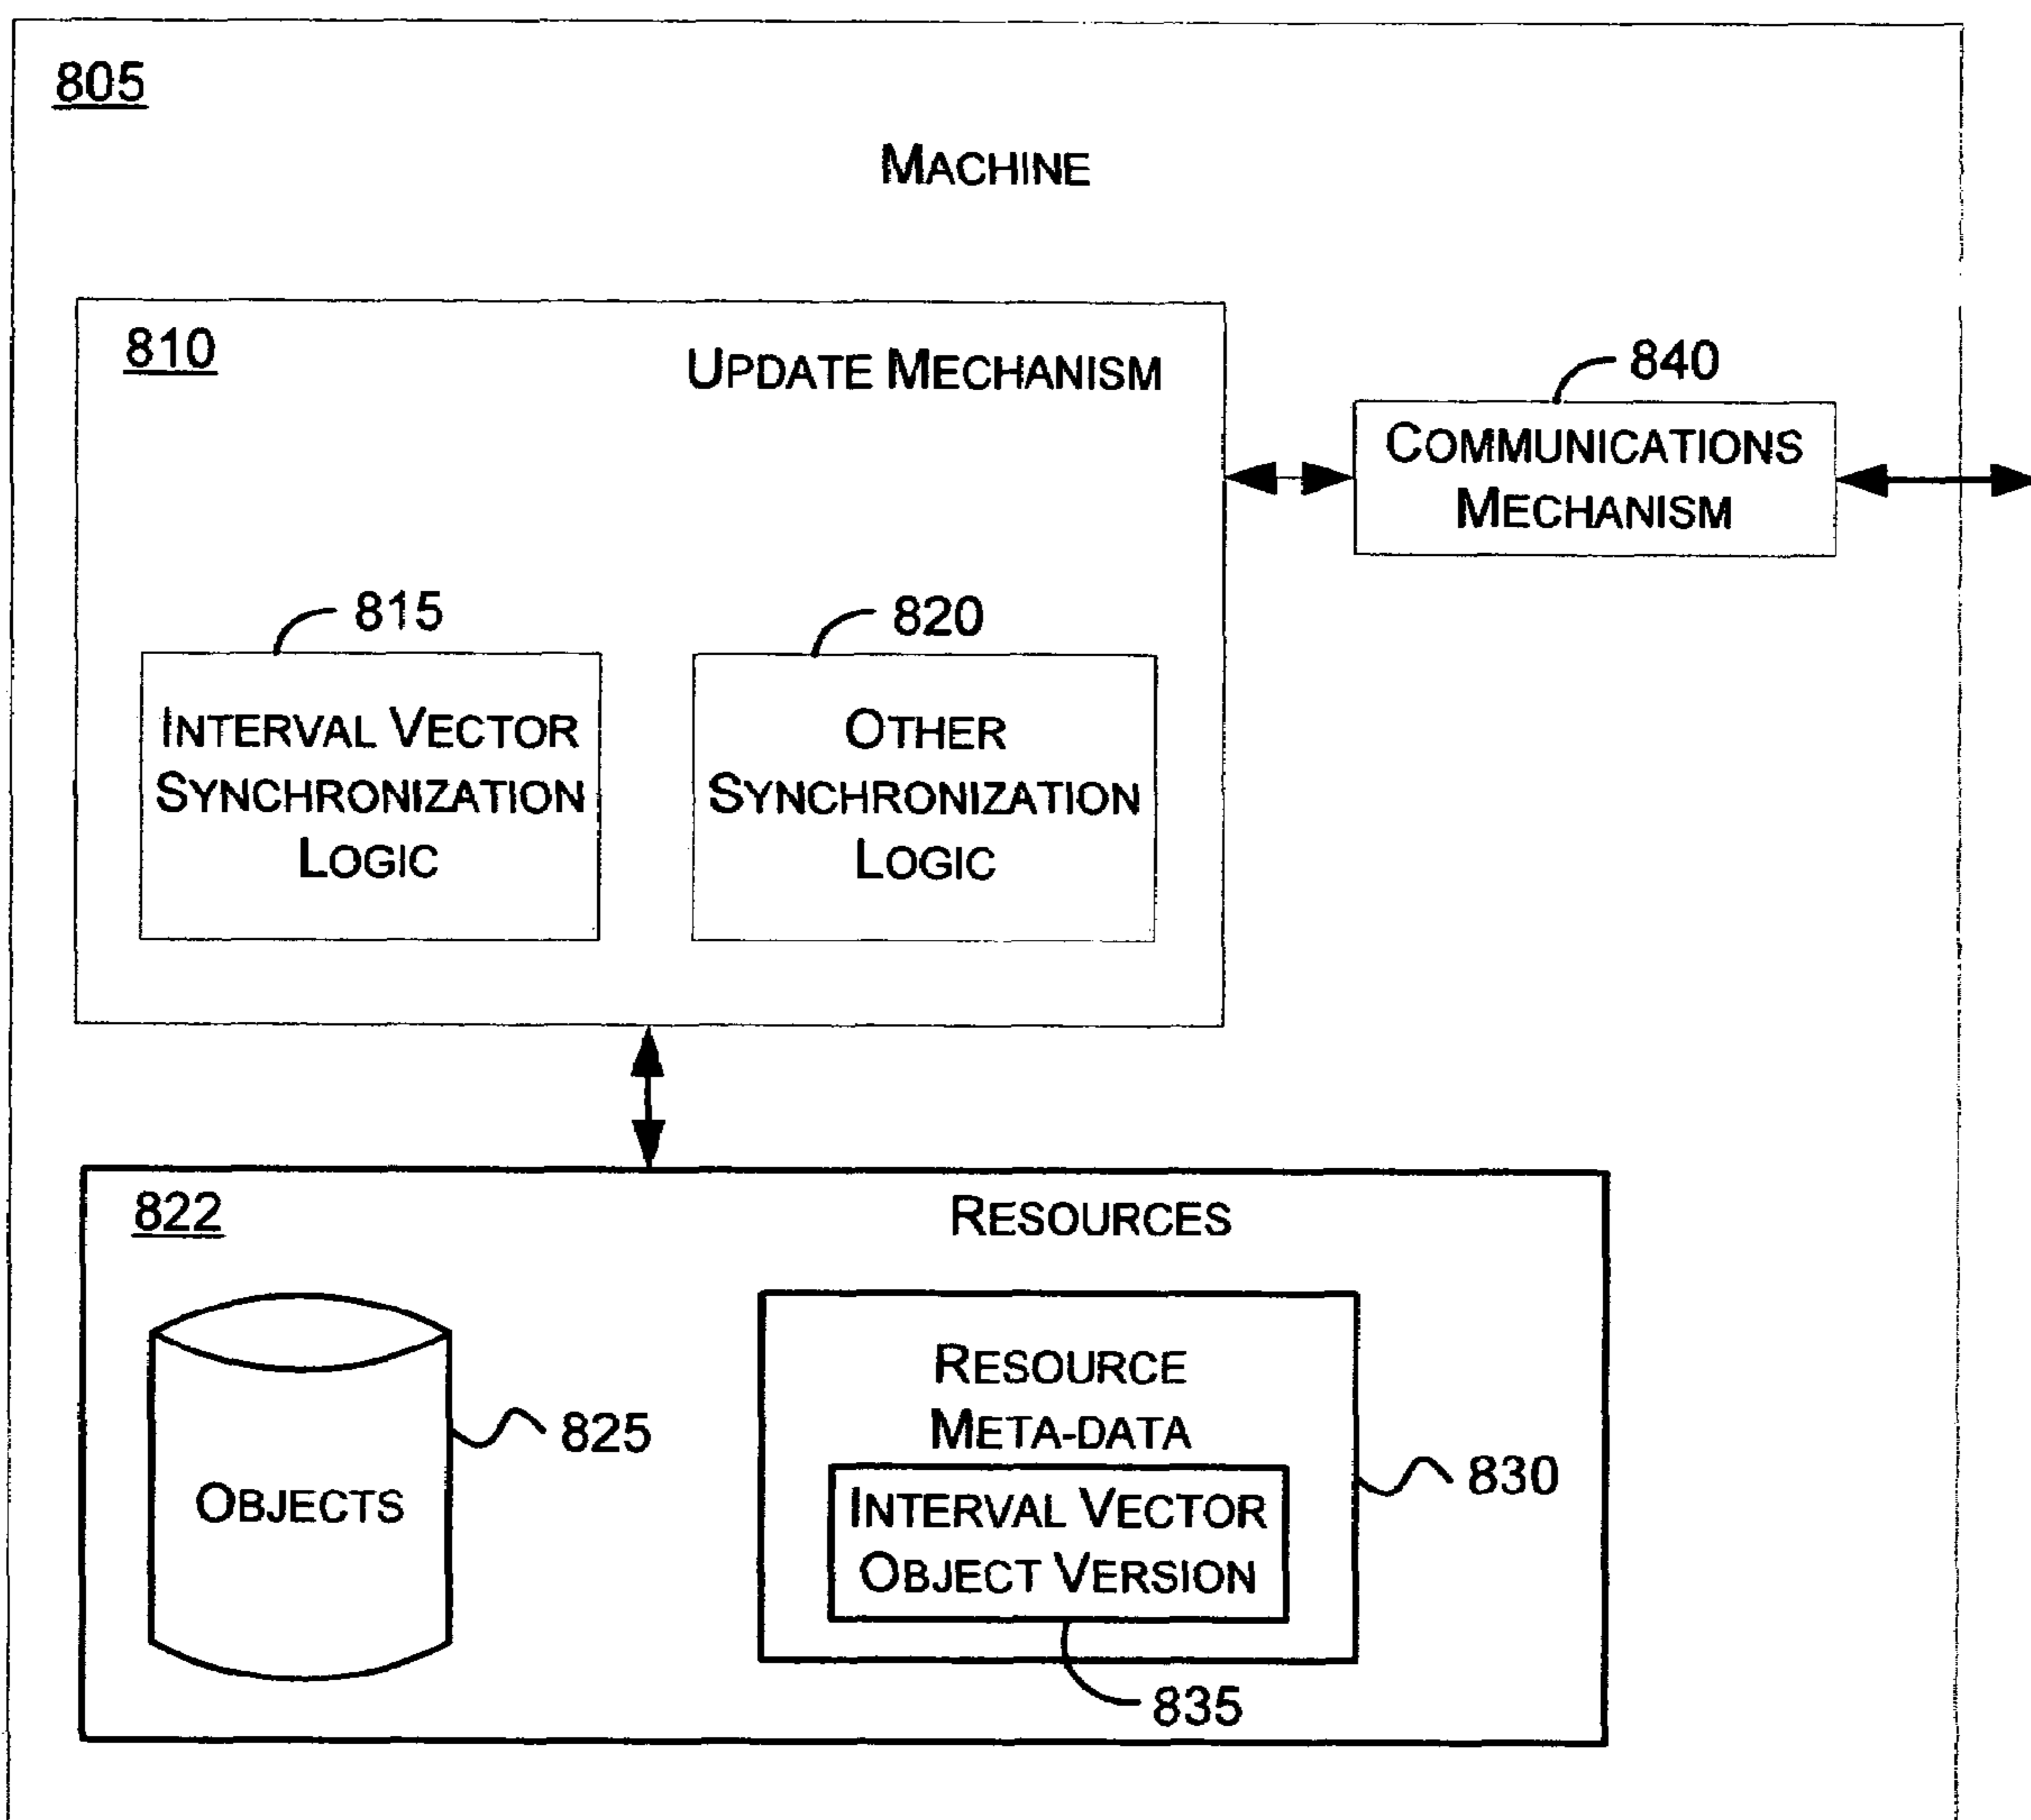 805
MACHINE
810
UPDATE MECHANISM
840
COMMUNICATIONS
MECHANISM
815
INTERVAL VECTOR
SYNCHRONIZATION
LOGIC
820
OTHER
SYNCHRONIZATION
LOGIC
822
RESOURCES
OBJECTS
825
RESOURCE
META-DATA
INTERVAL VECTOR
OBJECT VERSION
830
835